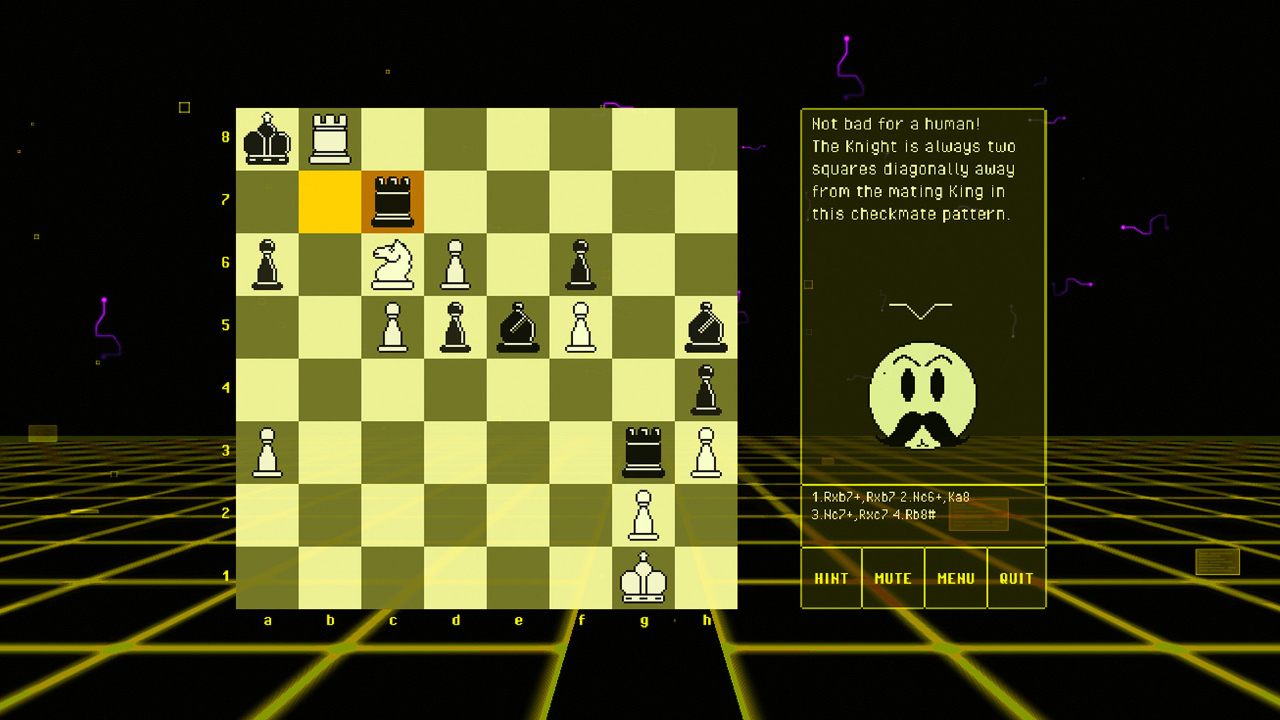 Not bad for a human!
The Knight is always two
squares diagonally away
from the mating King in
this checkmate pattern.
8
7
6
5
4
3
2
1
a b c d e f g h
1.Rxb7+,Rxb7 2.Nc6+,Ka8
3.Nc7+,Rxc7 4.Rb8#
HINT MUTE MENU QUIT